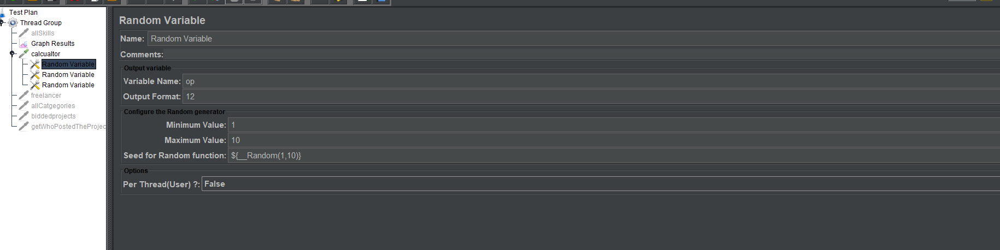 Test Plan
Thread Group
allSkills
Graph Results
calcualtor
Random Variable
Random Variable
Random Variable
freelancer
allCatgegories
biddedprojects
getWhoPostedTheProjec
Random Variable
Name: Random Variable
Comments:
Output variable
Variable Name: op
Output Format: 12
Configure the Random generator
Minimum Value: 1
Maximum Value: 10
Seed for Random function: ${__Random(1,10)}
Options
Per Thread(User) ?: False